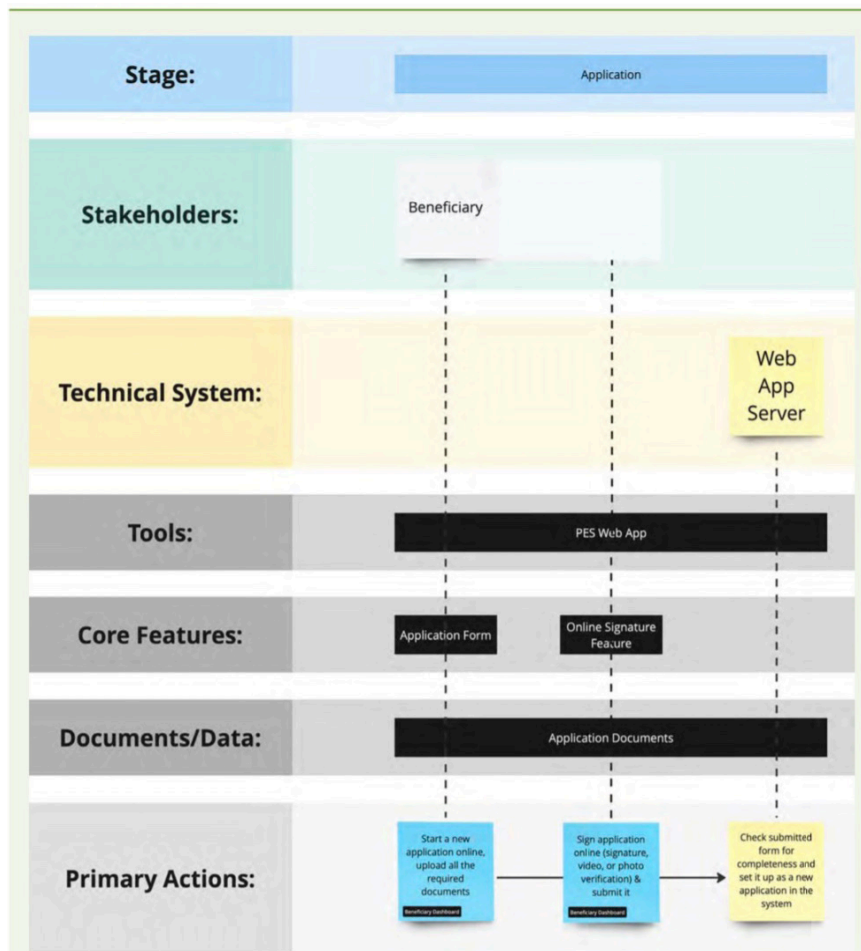 Stage:
Application
Stakeholders:
Beneficiary
Technical System:
Web
App
Server
Tools:
PES Web App
Core Features:
Application Form
Online Signature
Feature
Documents/Data:
Application Documents
Primary Actions:
Start a new
application online,
upload all the
required
documents
Beneficiary Dashboard
Sign application
online (signature,
video, or photo
verification) &
submit it
Beneficiary Dashboard
Check submitted
form for
completeness and
set it up as a new
application in the
system